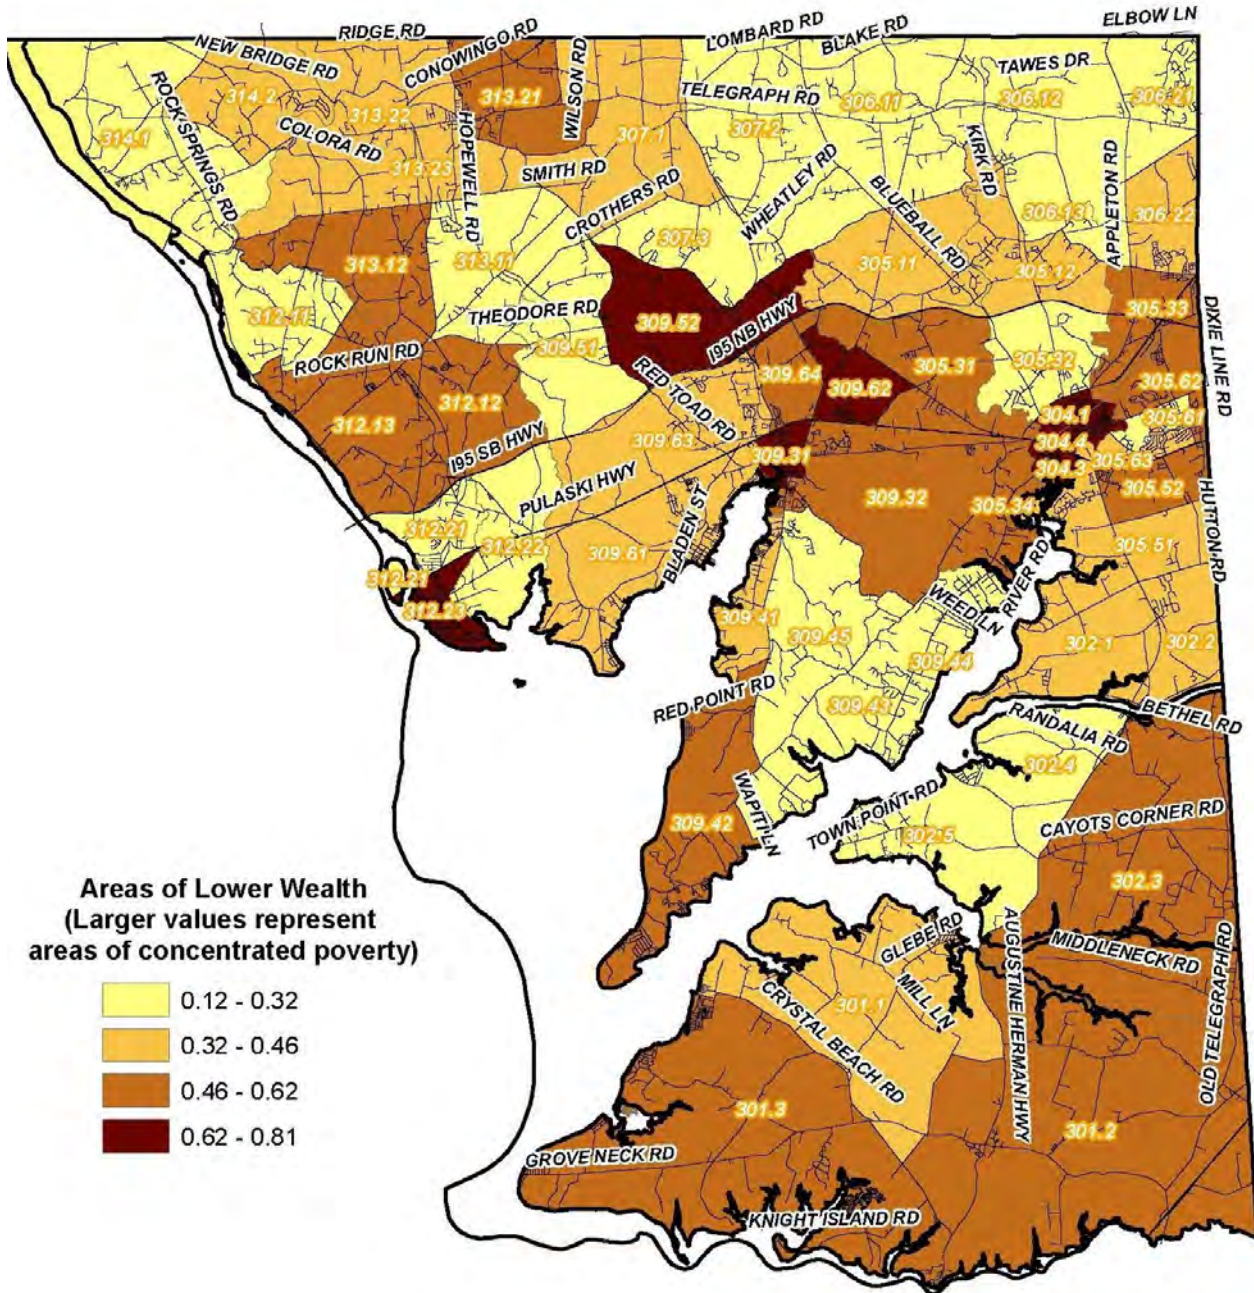 ELBOW LN
RIDGE RD
LOMBARD RD
BLAKE RD
NEW BRIDGE RD
CONOWINGO RD
WILSON RD
TAWES DR
ROCK SPRINGS RD
314.2
313.21
TELEGRAPH RD
306.11
306.12
306.21
314.1
COLORA RD
313.22
HOPEWELL RD
307.1
307.2
KIRK RD
APPLETON RD
313.23
SMITH RD
CROTHERS RD
WHEATLEY RD
BLUEBALL RD
306.13
306.22
313.12
313.11
307.3
305.11
305.12
312.11
THEODORE RD
309.52
I95 NB HWY
305.33
DIXIE LINE RD
ROCK RUN RD
309.51
RED TOAD RD
309.64
309.62
305.31
305.32
305.62
312.12
312.13
I95 SB HWY
309.63
309.31
304.1
305.61
304.4
304.3
305.63
PULASKI HWY
309.32
305.34
305.52
HUTTON RD
312.21
312.22
309.61
BLADEN ST
305.51
312.21
312.23
309.41
309.45
WEED LN
RIVER RD
302.1
302.2
309.44
RED POINT RD
309.43
RANDALIA RD
BETHEL RD
302.4
309.42
WAPITI LN
TOWN POINT RD
302.5
CAYOTS CORNER RD
302.3
Areas of Lower Wealth
(Larger values represent
areas of concentrated poverty)
0.12 - 0.32
0.32 - 0.46
0.46 - 0.62
0.62 - 0.81
GLEBE RD
MIDDLENECK RD
CRYSTAL BEACH RD
301.1
MILL LN
AUGUSTINE HERMAN HWY
OLD TELEGRAPH RD
301.3
301.2
GROVE NECK RD
KNIGHT ISLAND RD